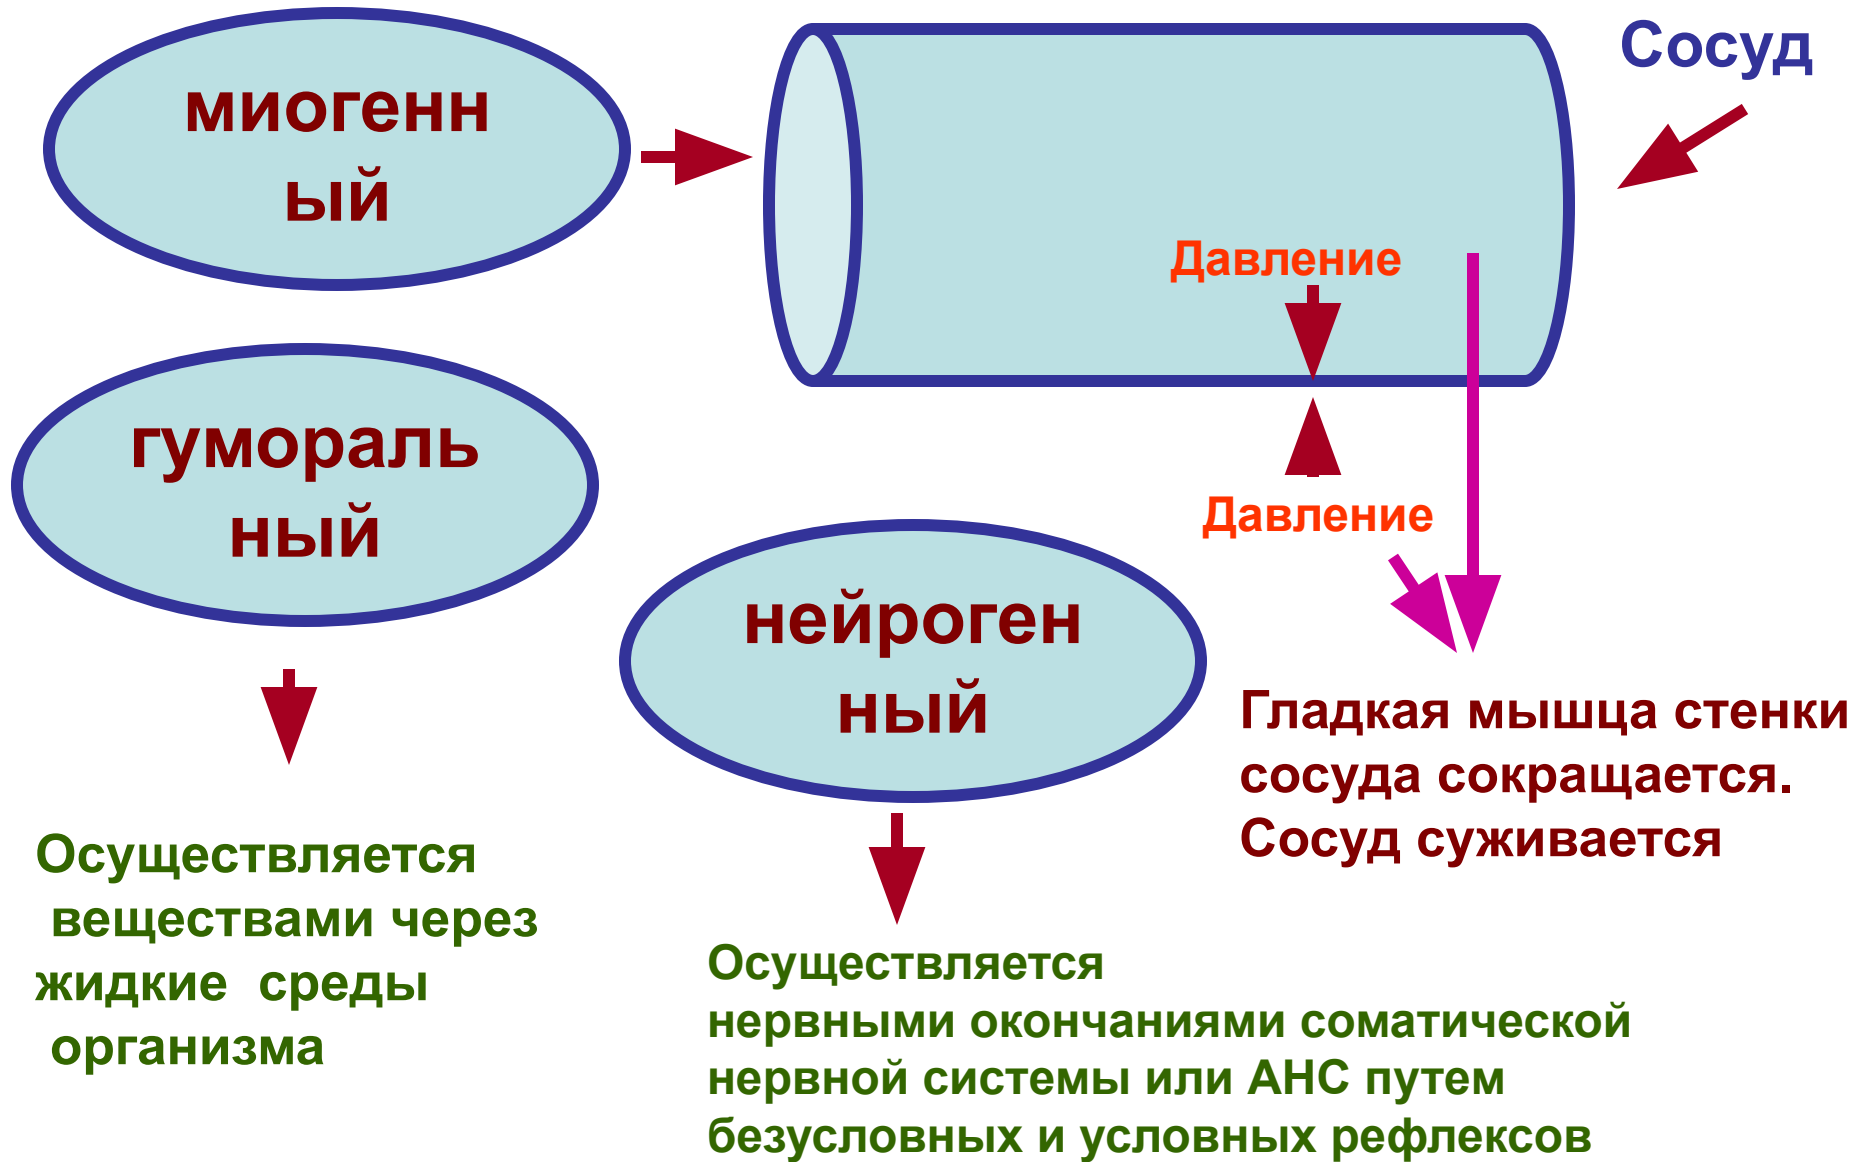 миогенн
ый
Сосуд
Давление
гумораль
ный
Давление
нейроген
ный
Гладкая мышца стенки
сосуда сокращается.
Сосуд суживается
Осуществляется
веществами через
жидкие среды
организма
Осуществляется
нервными окончаниями соматической
нервной системы или АНС путем
безусловных и условных рефлексов